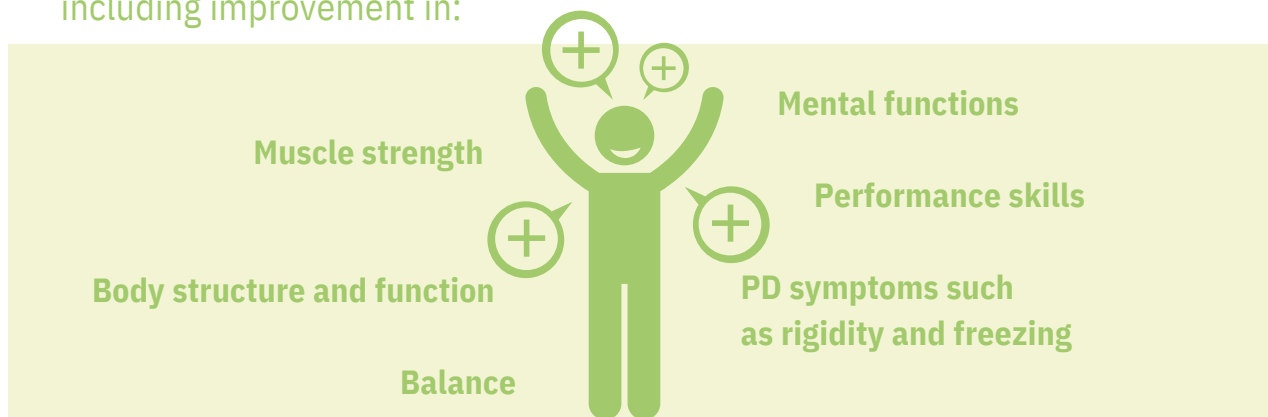 including improvement in:
Muscle strength
Body structure and function
Balance
Mental functions
Performance skills
PD symptoms such
as rigidity and freezing